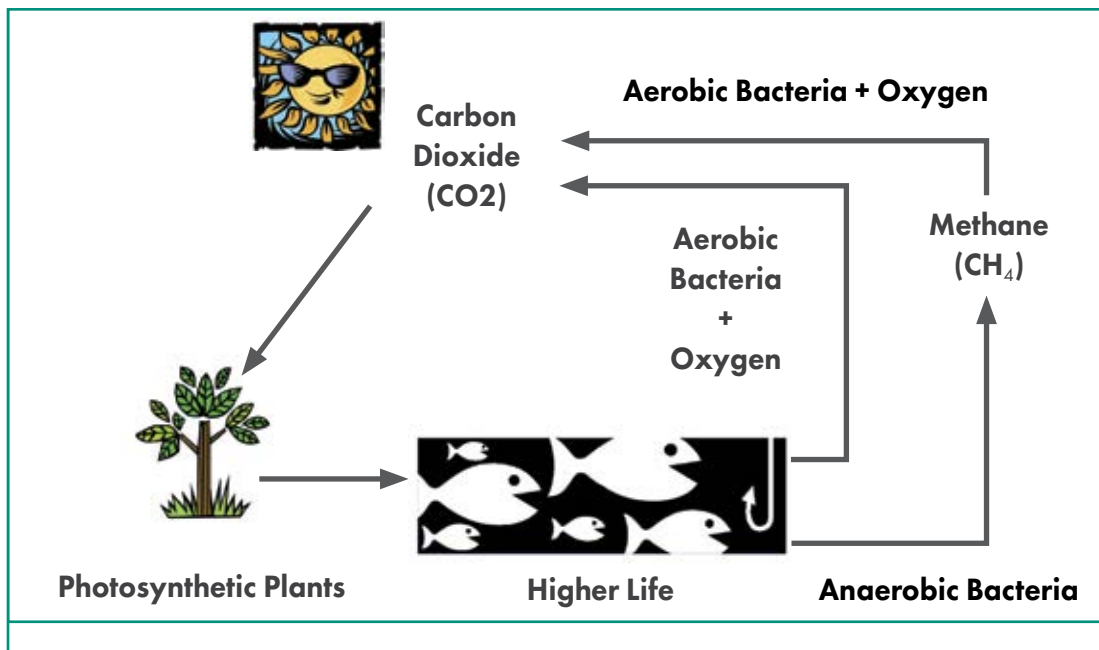 Aerobic Bacteria + Oxygen
Carbon
Dioxide
(CO2)
Methane
(CH₄)
Aerobic
Bacteria
+
Oxygen
Photosynthetic Plants
Higher Life
Anaerobic Bacteria